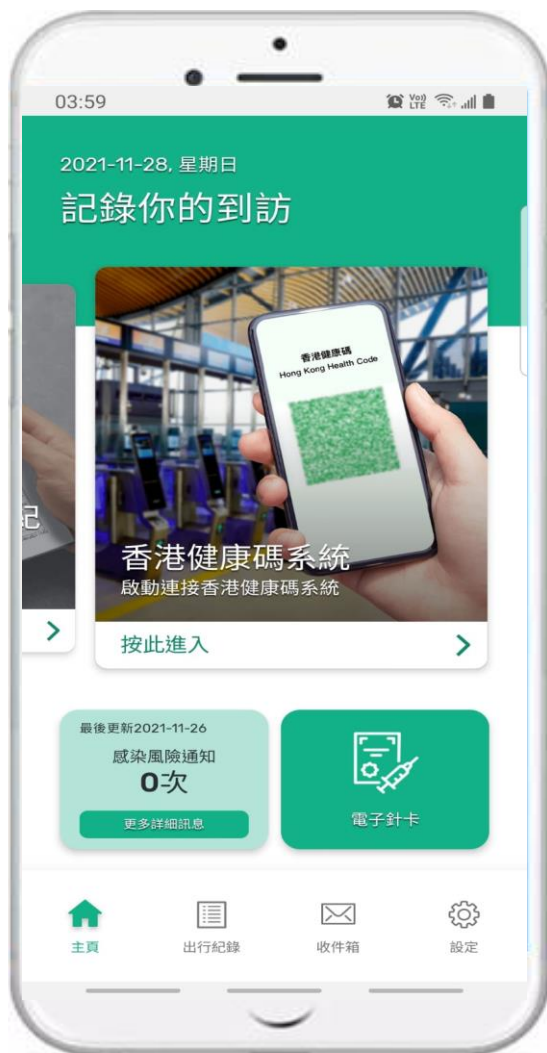 03:59
Vo)) LTE
2021-11-28, 星期日
記錄你的到訪
香港健康碼
Hong Kong Health Code
紀
香港健康碼系統
啟動連接香港健康碼系統
按此進入
最後更新2021-11-26
感染風險通知
0次
更多詳細訊息
電子針卡
主頁
出行紀錄
收件箱
設定